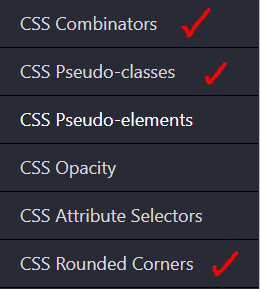 CSS Combinators
CSS Pseudo-classes
CSS Pseudo-elements
CSS Opacity
CSS Attribute Selectors
CSS Rounded Corners